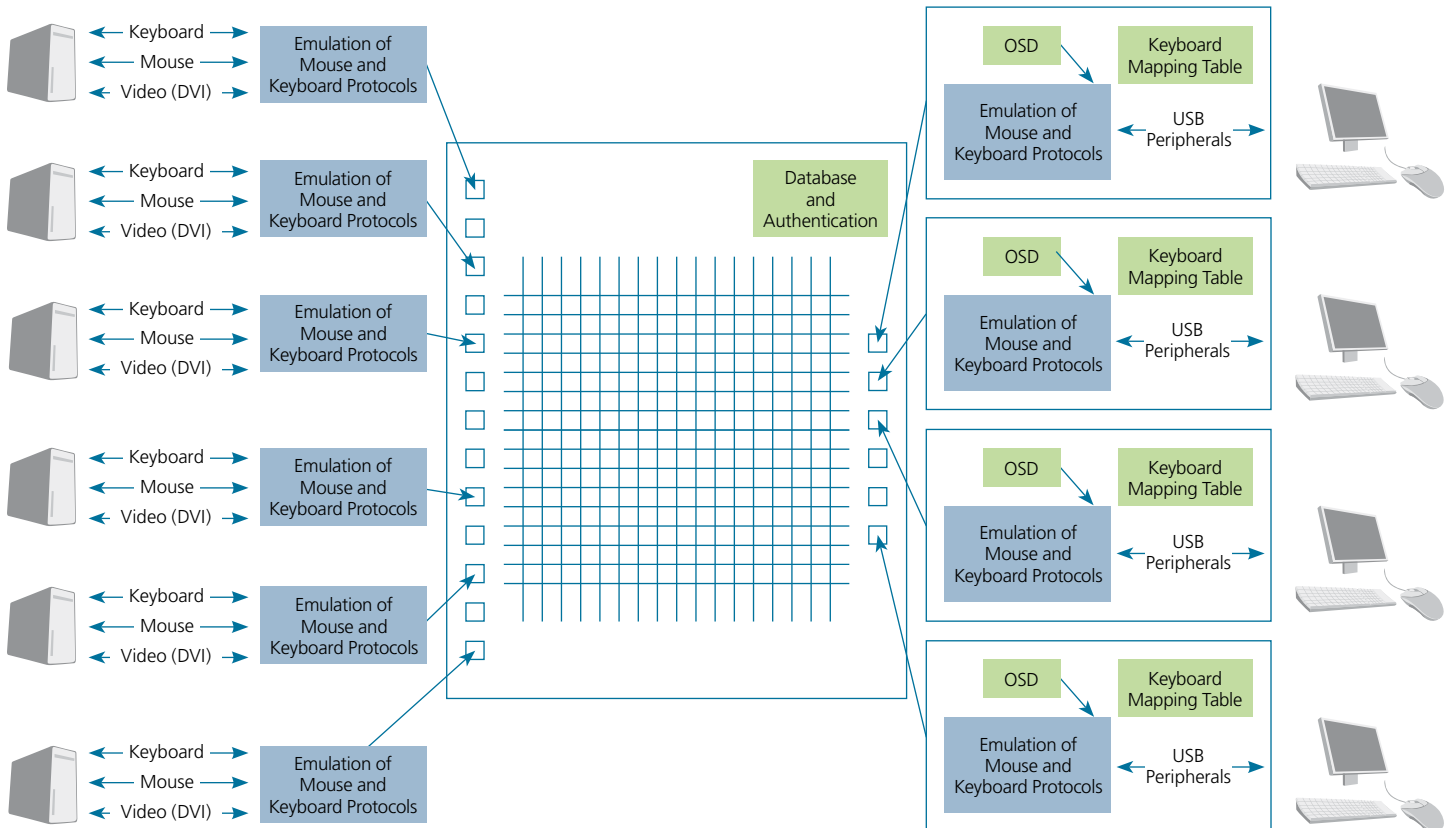 Keyboard
Mouse
Video (DVI)
Emulation of
Mouse and
Keyboard Protocols
Keyboard
Mouse
Video (DVI)
Emulation of
Mouse and
Keyboard Protocols
Keyboard
Mouse
Video (DVI)
Emulation of
Mouse and
Keyboard Protocols
Keyboard
Mouse
Video (DVI)
Emulation of
Mouse and
Keyboard Protocols
Keyboard
Mouse
Video (DVI)
Emulation of
Mouse and
Keyboard Protocols
Keyboard
Mouse
Video (DVI)
Emulation of
Mouse and
Keyboard Protocols
Database
and
Authentication
OSD
Keyboard
Mapping Table
Emulation of
Mouse and
Keyboard Protocols
USB
Peripherals
OSD
Keyboard
Mapping Table
Emulation of
Mouse and
Keyboard Protocols
USB
Peripherals
OSD
Keyboard
Mapping Table
Emulation of
Mouse and
Keyboard Protocols
USB
Peripherals
OSD
Keyboard
Mapping Table
Emulation of
Mouse and
Keyboard Protocols
USB
Peripherals